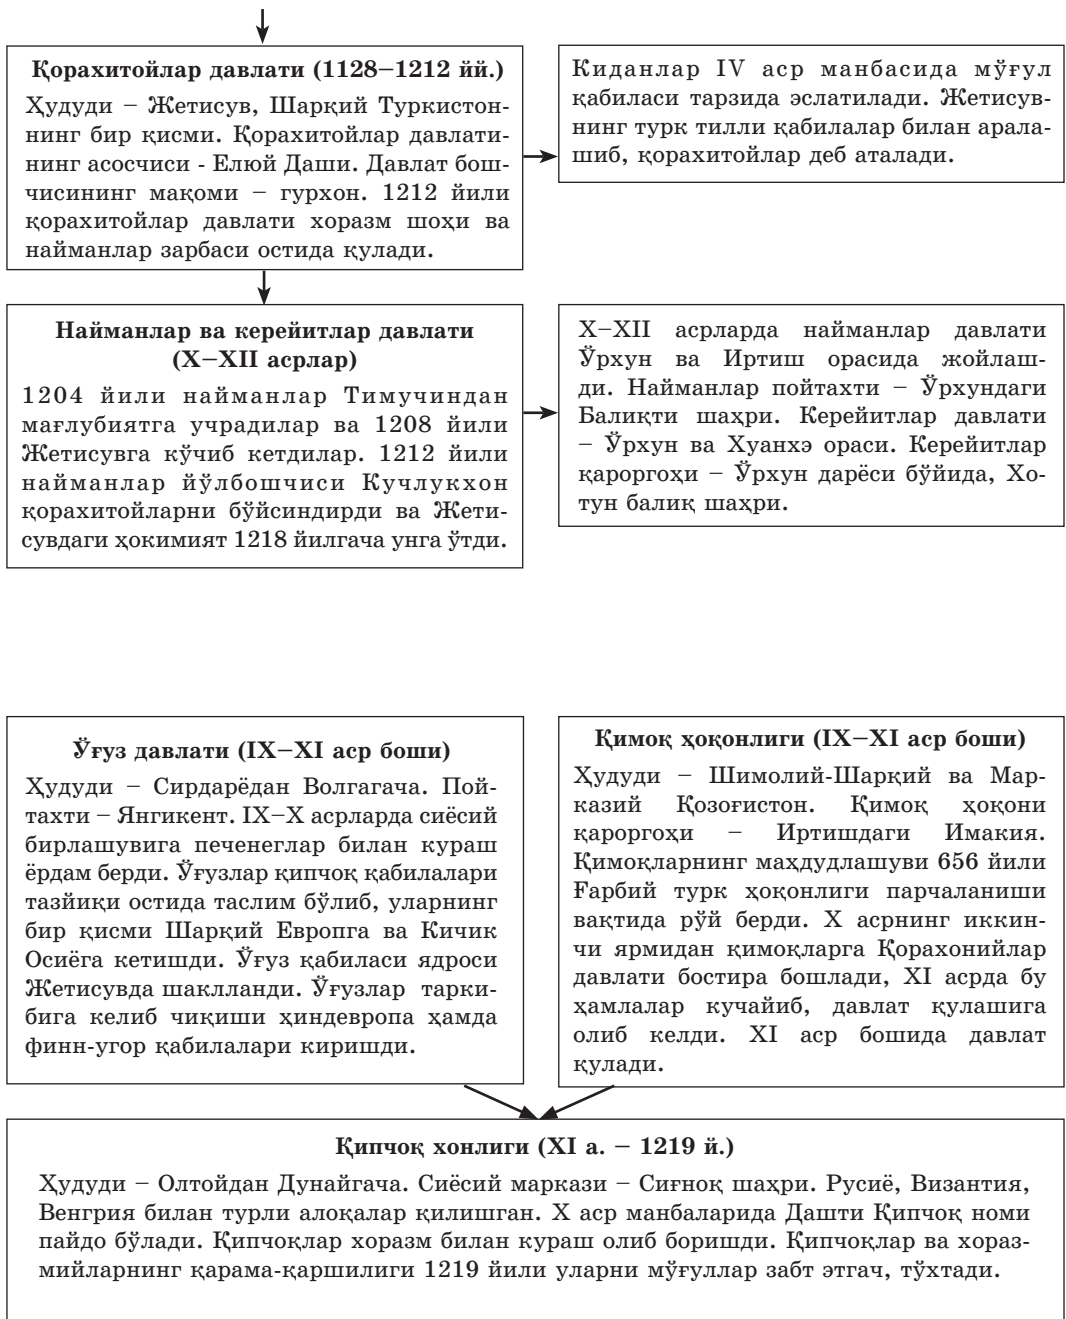 Қорахитойлар давлати (1128–1212 йй.)
Ҳудуди – Жетисув, Шарқий Туркистон-
нинг бир қисми. Қорахитойлар давлати-
нинг асосчиси - Елюй Даши. Давлат бош-
чисининг мақоми – гурхон. 1212 йили
қорахитойлар давлати хоразм шоҳи ва
найманлар зарбаси остида қулади.
Киданлар IV аср манбасида мўғул
қабиласи тарзида эслатилади. Жетисув-
нинг турк тилли қабилалар билан арала-
шиб, қорахитойлар деб аталади.
Найманлар ва керейитлар давлати
(X–XII асрлар)
1204 йили найманлар Тимучиндан
мағлубиятга учрадилар ва 1208 йили
Жетисувга кўчиб кетдилар. 1212 йили
найманлар йўлбошчиси Кучлукхон
қорахитойларни бўйсиндирди ва Жети-
сувдаги ҳокимият 1218 йилгача унга ўтди.
X–XII асрларда найманлар давлати
Ўрхун ва Иртиш орасида жойлаш-
ди. Найманлар пойтахти – Ўрхундаги
Балиқти шаҳри. Керейитлар давлати
– Ўрхун ва Хуанхэ ораси. Керейитлар
қароргоҳи – Ўрхун дарёси бўйида, Хо-
тун балиқ шаҳри.
Ўғуз давлати (IX–XI аср боши)
Ҳудуди – Сирдарёдан Волгагача. Пой-
тахти – Янгикент. IX–X асрларда сиёсий
бирлашувига печенеглар билан кураш
ёрдам берди. Ўғузлар қипчоқ қабилалари
тазйиқи остида таслим бўлиб, уларнинг
бир қисми Шарқий Европга ва Кичик
Осиёга кетишди. Ўғуз қабиласи ядроси
Жетисувда шаклланди. Ўғузлар тарки-
бига келиб чиқиши ҳиндевропа ҳамда
финн-угор қабилалари киришди.
Қимоқ ҳоқонлиги (IX–XI аср боши)
Ҳудуди – Шимолий-Шарқий ва Мар-
казий Қозоғистон. Қимоқ ҳоқони
қароргоҳи – Иртишдаги Имакия.
Қимоқларнинг маҳдудлашуви 656 йили
Ғарбий турк ҳоқонлиги парчаланиши
вақтида рўй берди. X асрнинг иккин-
чи ярмидан қимоқларга Қорахонийлар
давлати бостира бошлади, XI асрда бу
ҳамлалар кучайиб, давлат қулашига
олиб келди. XI аср бошида давлат
қулади.
Қипчоқ хонлиги (XI а. – 1219 й.)
Ҳудуди – Олтойдан Дунайгача. Сиёсий маркази – Сиғноқ шаҳри. Русиё, Византия,
Венгрия билан турли алоқалар қилишган. X аср манбаларида Дашти Қипчоқ номи
пайдо бўлади. Қипчоқлар хоразм билан кураш олиб боришди. Қипчоқлар ва хораз-
мийларнинг қарама-қаршилиги 1219 йили уларни мўғуллар забт этгач, тўхтади.